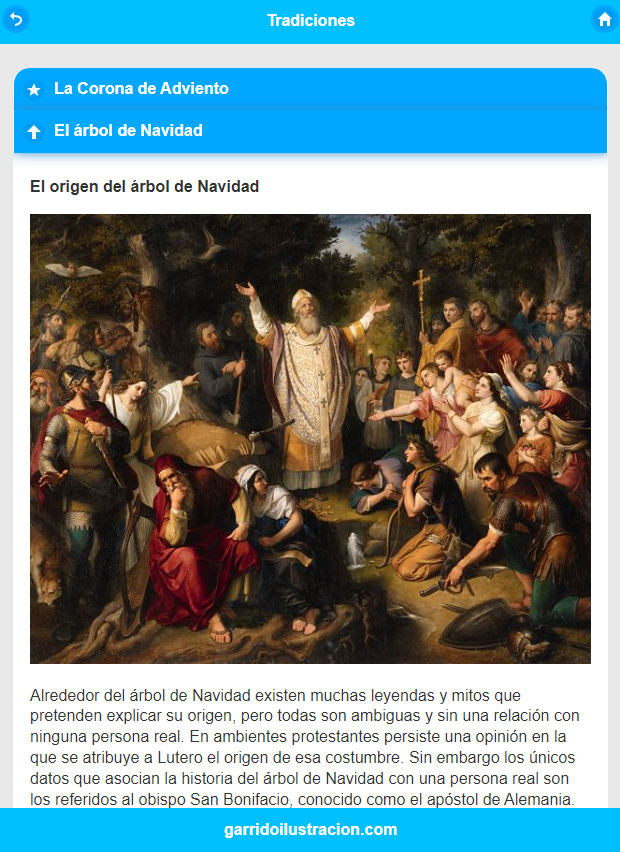 Tradiciones
La Corona de Adviento
El árbol de Navidad
El origen del árbol de Navidad
Alrededor del árbol de Navidad existen muchas leyendas y mitos que
pretenden explicar su origen, pero todas son ambiguas y sin una relación con
ninguna persona real. En ambientes protestantes persiste una opinión en la
que se atribuye a Lutero el origen de esa costumbre. Sin embargo los únicos
datos que asocian la historia del árbol de Navidad con una persona real son
los referidos al obispo San Bonifacio, conocido como el apóstol de Alemania.
garridoilustracion.com